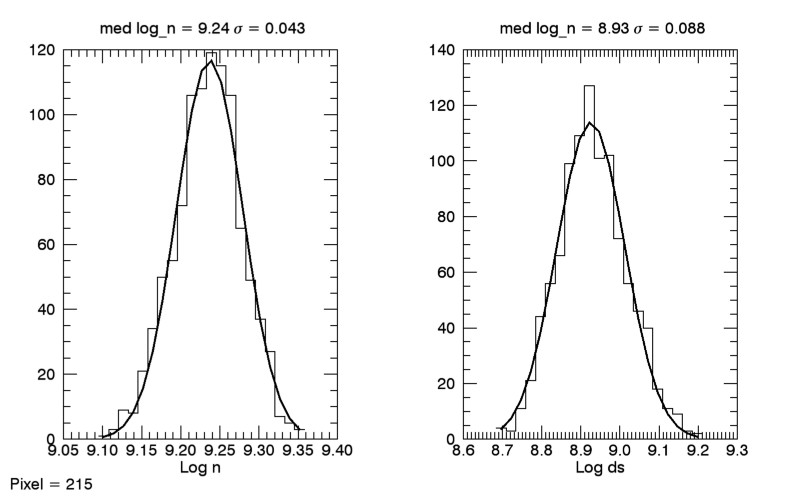 med log_n = 9.24 σ = 0.043
120
100
80
60
40
20
0
9.05 9.10 9.15 9.20 9.25 9.30 9.35 9.40
Log n
med log_n = 8.93 σ = 0.088
140
120
100
80
60
40
20
0
8.6 8.7 8.8 8.9 9.0 9.1 9.2 9.3
Log ds
Pixel = 215